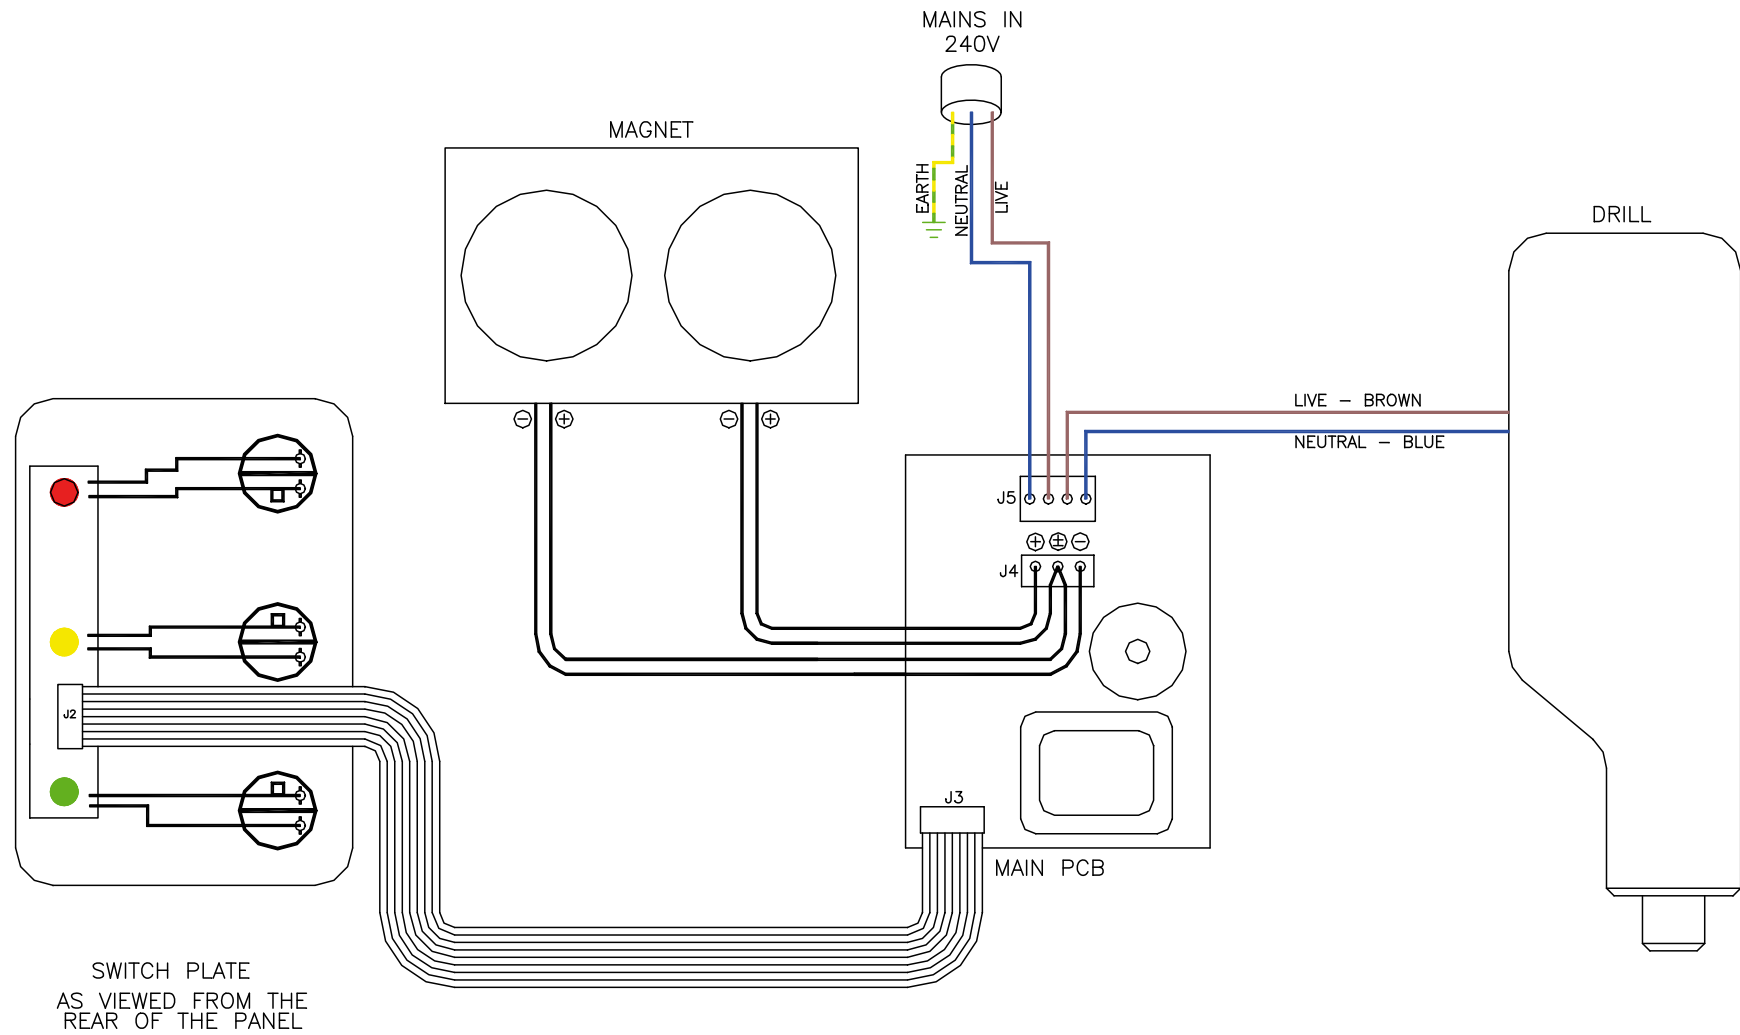 MAINS IN
240V
MAGNET
EARTH
NEUTRAL
LIVE
DRILL
LIVE - BROWN
NEUTRAL - BLUE
- + - +
J5
+ ± -
J4
J2
J3
MAIN PCB
SWITCH PLATE
AS VIEWED FROM THE
REAR OF THE PANEL